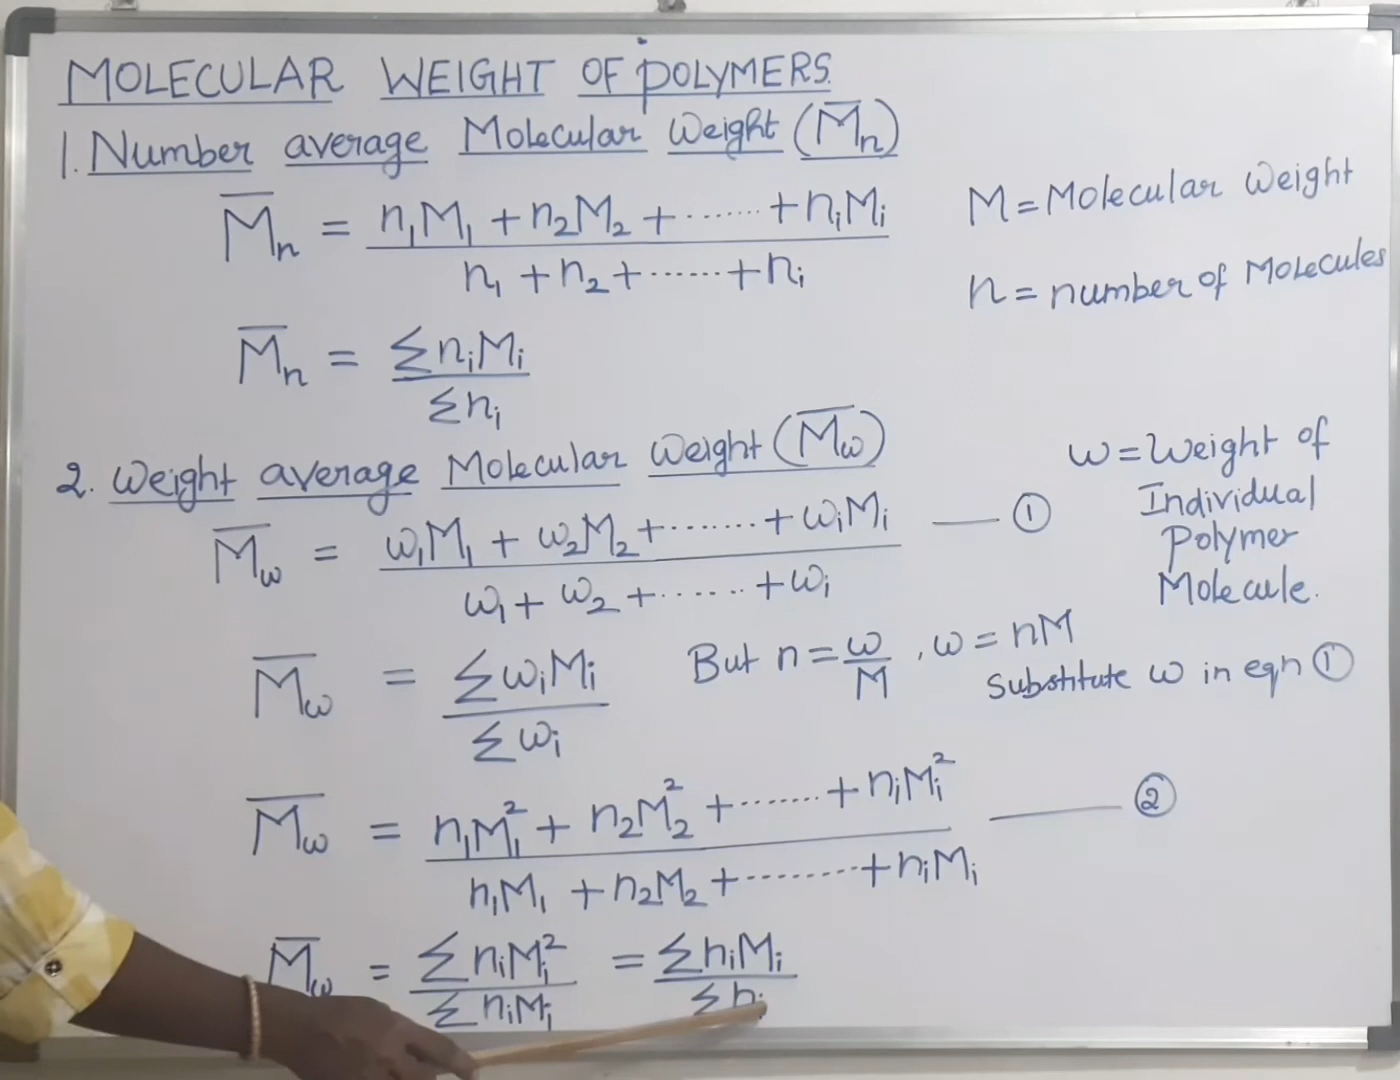 MOLECULAR WEIGHT OF POLYMERS
1. Number average Molecular Weight (M̅n)
M̅n = n₁M₁ + n₂M₂ + ....... + nᵢMᵢ / n₁ + n₂ + ....... + nᵢ
M = Molecular Weight
n = number of Molecules
M̅n = ΣnᵢMᵢ / Σnᵢ
2. Weight average Molecular Weight (M̅w)
M̅w = w₁M₁ + w₂M₂ + ........ + wᵢMᵢ / w₁ + w₂ + ....... + wᵢ — ①
w = Weight of
Individual
Polymer
Molecule.
M̅w = ΣwᵢMᵢ / Σwᵢ
But n = w/M , w = nM
Substitute w in eqn ①
M̅w = n₁M₁² + n₂M₂² + ....... + nᵢMᵢ² / n₁M₁ + n₂M₂ + ......... + nᵢMᵢ — ②
M̅w = ΣnᵢMᵢ² / ΣnᵢMᵢ = ΣnᵢMᵢ / Σnᵢ